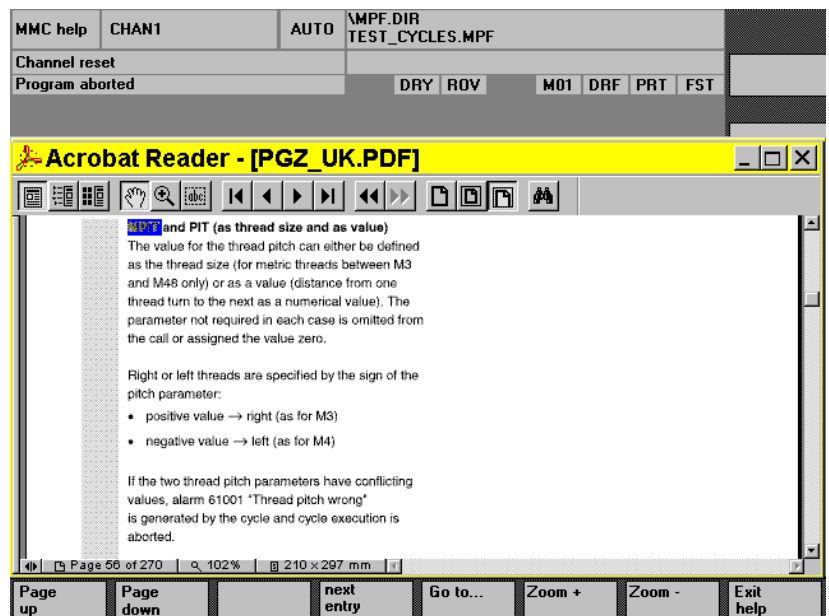 MMC help CHAN1 AUTO \MPF.DIR
TEST_CYCLES.MPF
Channel reset
Program aborted DRY ROV M01 DRF PRT FST
Acrobat Reader - [PGZ_UK.PDF]
abc
MPIT and PIT (as thread size and as value)
The value for the thread pitch can either be defined
as the thread size (for metric threads between M3
and M48 only) or as a value (distance from one
thread turn to the next as a numerical value). The
parameter not required in each case is omitted from
the call or assigned the value zero.
Right or left threads are specified by the sign of the
pitch parameter:
• positive value → right (as for M3)
• negative value → left (as for M4)
If the two thread pitch parameters have conflicting
values, alarm 61001 "Thread pitch wrong"
is generated by the cycle and cycle execution is
aborted.
Page 56 of 270 102% 210 × 297 mm
Page up Page down next entry Go to... Zoom + Zoom - Exit help